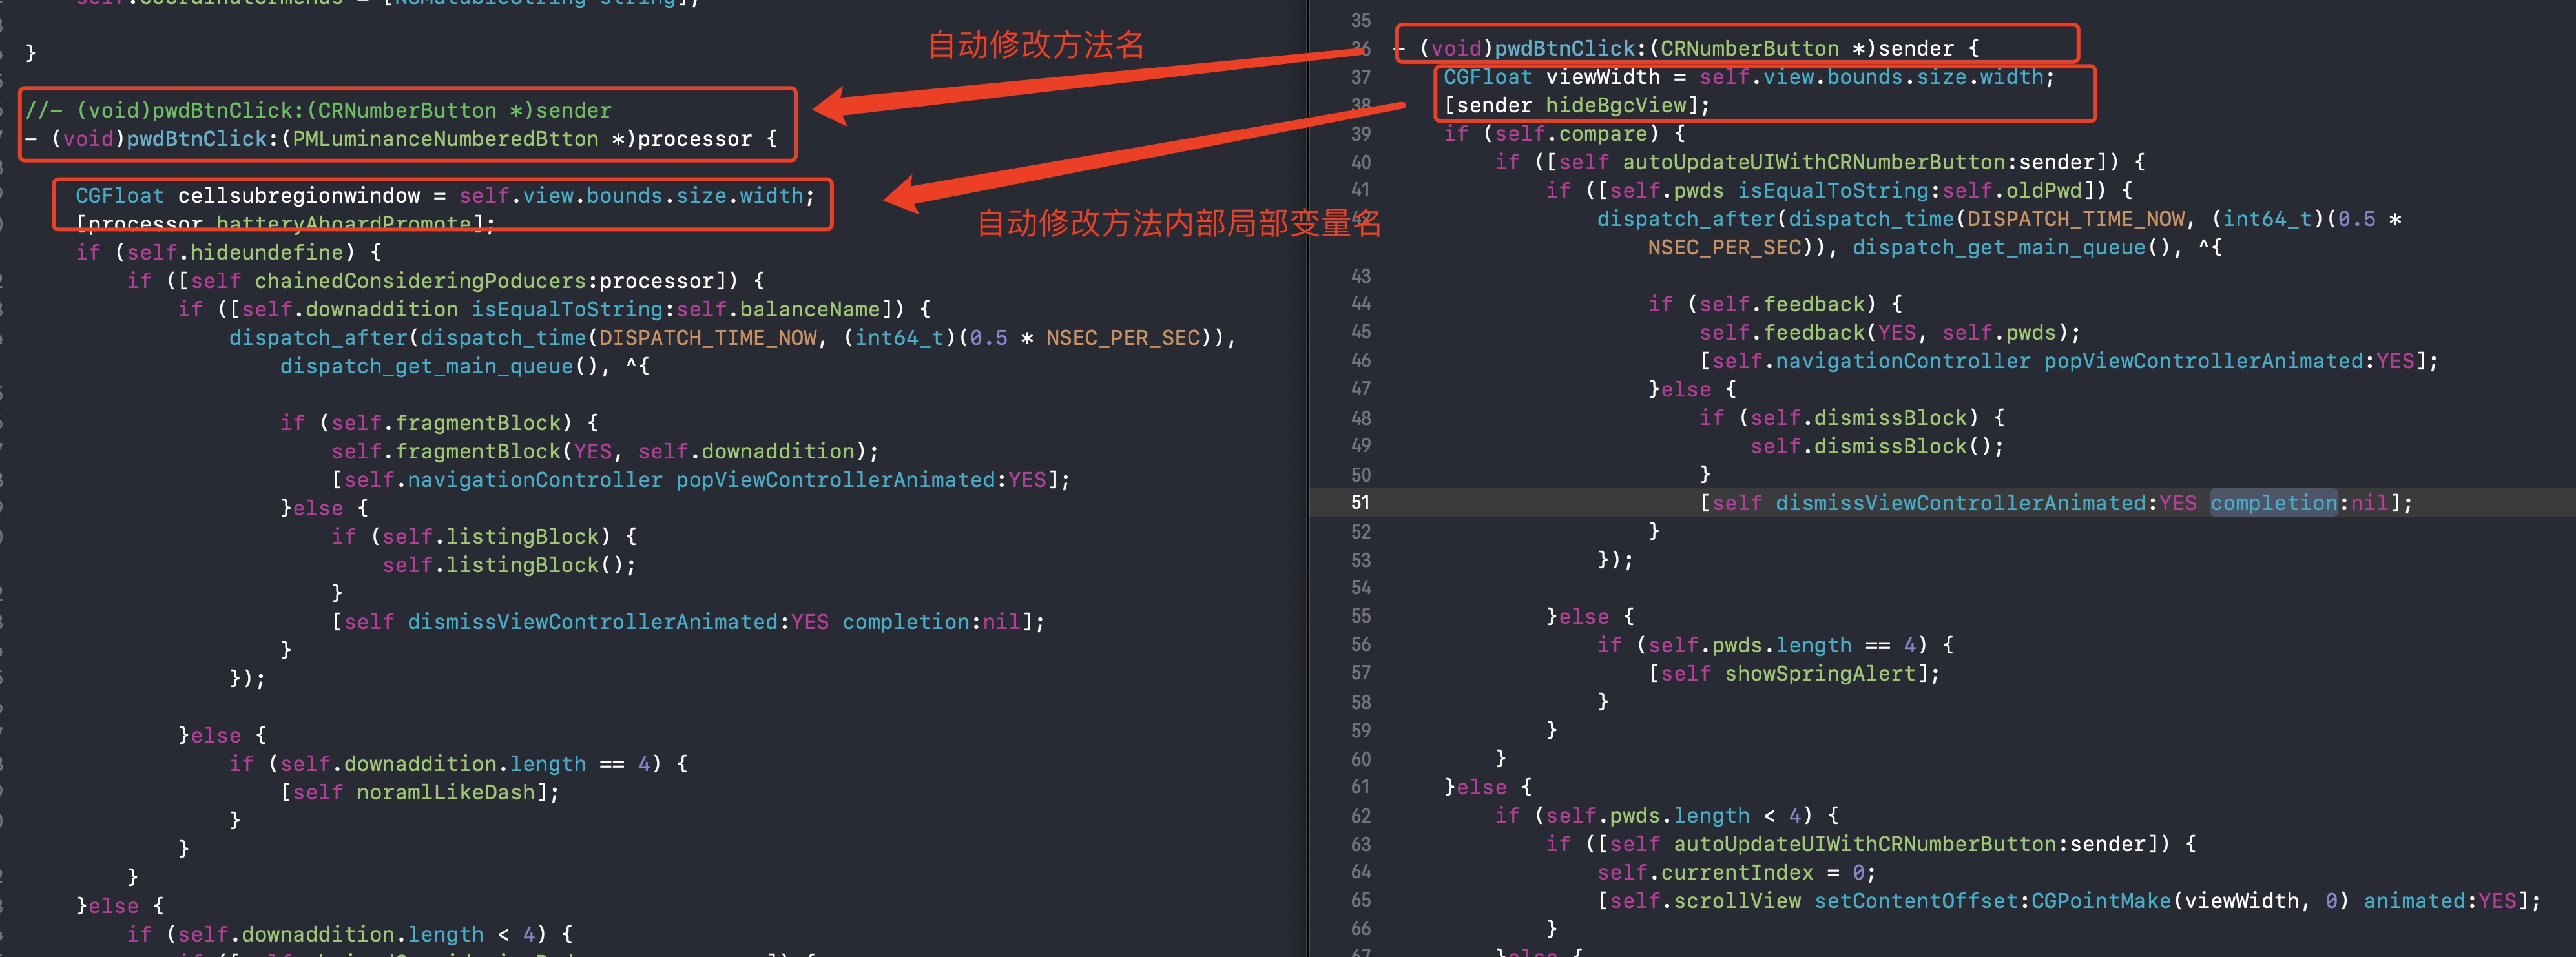 }
//- (void)pwdBtnClick:(CRNumberButton *)sender
- (void)pwdBtnClick:(PMLuminanceNumberedBtton *)processor {
CGFloat cellsubregionwindow = self.view.bounds.size.width;
[processor batteryAboardPromote];
if (self.hideundefine) {
if ([self chainedConsideringPoducers:processor]) {
if ([self.downaddition isEqualToString:self.balanceName]) {
dispatch_after(dispatch_time(DISPATCH_TIME_NOW, (int64_t)(0.5 * NSEC_PER_SEC)),
dispatch_get_main_queue(), ^{
if (self.fragmentBlock) {
self.fragmentBlock(YES, self.downaddition);
[self.navigationController popViewControllerAnimated:YES];
}else {
if (self.listingBlock) {
self.listingBlock();
}
[self dismissViewControllerAnimated:YES completion:nil];
}
});
}else {
if (self.downaddition.length == 4) {
[self noramlLikeDash];
}
}
}
}else {
if (self.downaddition.length < 4) {
自动修改方法名
自动修改方法内部局部变量名
35
36 - (void)pwdBtnClick:(CRNumberButton *)sender {
37 CGFloat viewWidth = self.view.bounds.size.width;
38 [sender hideBgcView];
39 if (self.compare) {
40 if ([self autoUpdateUIWithCRNumberButton:sender]) {
41 if ([self.pwds isEqualToString:self.oldPwd]) {
dispatch_after(dispatch_time(DISPATCH_TIME_NOW, (int64_t)(0.5 *
NSEC_PER_SEC)), dispatch_get_main_queue(), ^{
43
44 if (self.feedback) {
45 self.feedback(YES, self.pwds);
46 [self.navigationController popViewControllerAnimated:YES];
47 }else {
48 if (self.dismissBlock) {
49 self.dismissBlock();
50 }
51 [self dismissViewControllerAnimated:YES completion:nil];
52 }
53 });
54
55 }else {
56 if (self.pwds.length == 4) {
57 [self showSpringAlert];
58 }
59 }
60 }
61 }else {
62 if (self.pwds.length < 4) {
63 if ([self autoUpdateUIWithCRNumberButton:sender]) {
64 self.currentIndex = 0;
65 [self.scrollView setContentOffset:CGPointMake(viewWidth, 0) animated:YES];
66 }
67 }else {